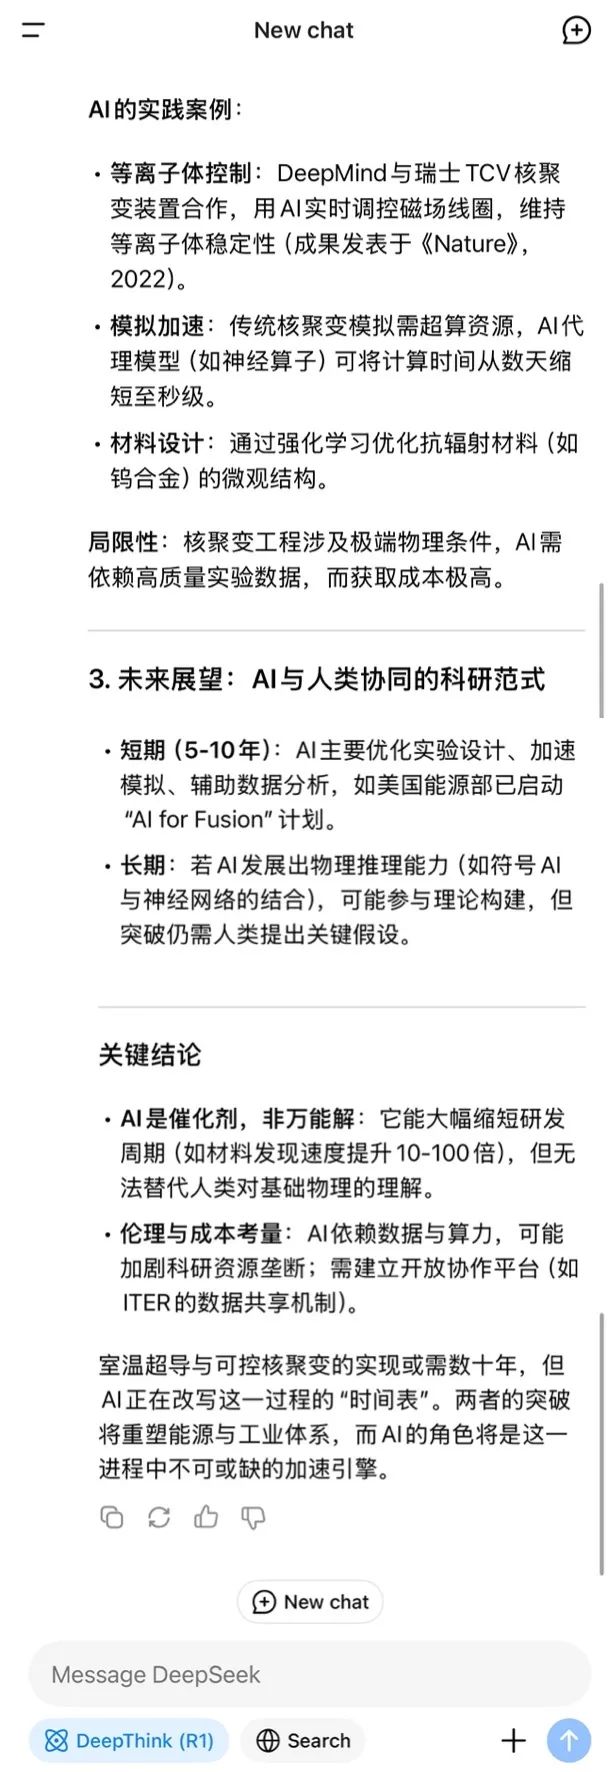 New chat
AI的实践案例：
• 等离子体控制：DeepMind与瑞士TCV核聚
变装置合作，用AI实时调控磁场线圈，维持
等离子体稳定性（成果发表于《Nature》，
2022）。
• 模拟加速：传统核聚变模拟需超算资源，AI代
理模型（如神经算子）可将计算时间从数天缩
短至秒级。
• 材料设计：通过强化学习优化抗辐射材料（如
钨合金）的微观结构。
局限性：核聚变工程涉及极端物理条件，AI需
依赖高质量实验数据，而获取成本极高。
3. 未来展望：AI与人类协同的科研范式
• 短期（5-10年）：AI主要优化实验设计、加速
模拟、辅助数据分析，如美国能源部已启动
“AI for Fusion”计划。
• 长期：若AI发展出物理推理能力（如符号AI
与神经网络的结合），可能参与理论构建，但
突破仍需人类提出关键假设。
关键结论
• AI是催化剂，非万能解：它能大幅缩短研发
周期（如材料发现速度提升10-100倍），但无
法替代人类对基础物理的理解。
• 伦理与成本考量：AI依赖数据与算力，可能
加剧科研资源垄断；需建立开放协作平台（如
ITER的数据共享机制）。
室温超导与可控核聚变的实现或需数十年，但
AI正在改写这一过程的“时间表”。两者的突破
将重塑能源与工业体系，而AI的角色将是这一
进程中不可或缺的加速引擎。
New chat
Message DeepSeek
DeepThink (R1) Search